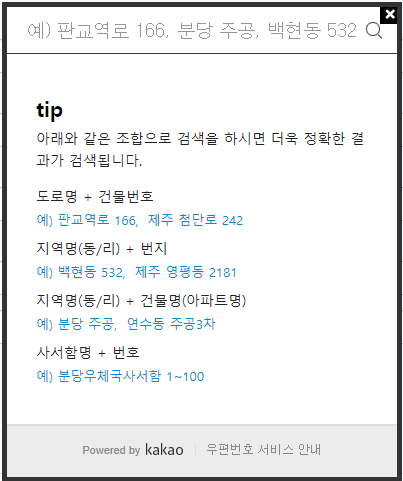 예) 판교역로 166, 분당 주공, 백현동 532
tip
아래와 같은 조합으로 검색을 하시면 더욱 정확한 결
과가 검색됩니다.
도로명 + 건물번호
예) 판교역로 166, 제주 첨단로 242
지역명(동/리) + 번지
예) 백현동 532, 제주 영평동 2181
지역명(동/리) + 건물명(아파트명)
예) 분당 주공, 연수동 주공3차
사서함명 + 번호
예) 분당우체국사서함 1~100
Powered by kakao 우편번호 서비스 안내